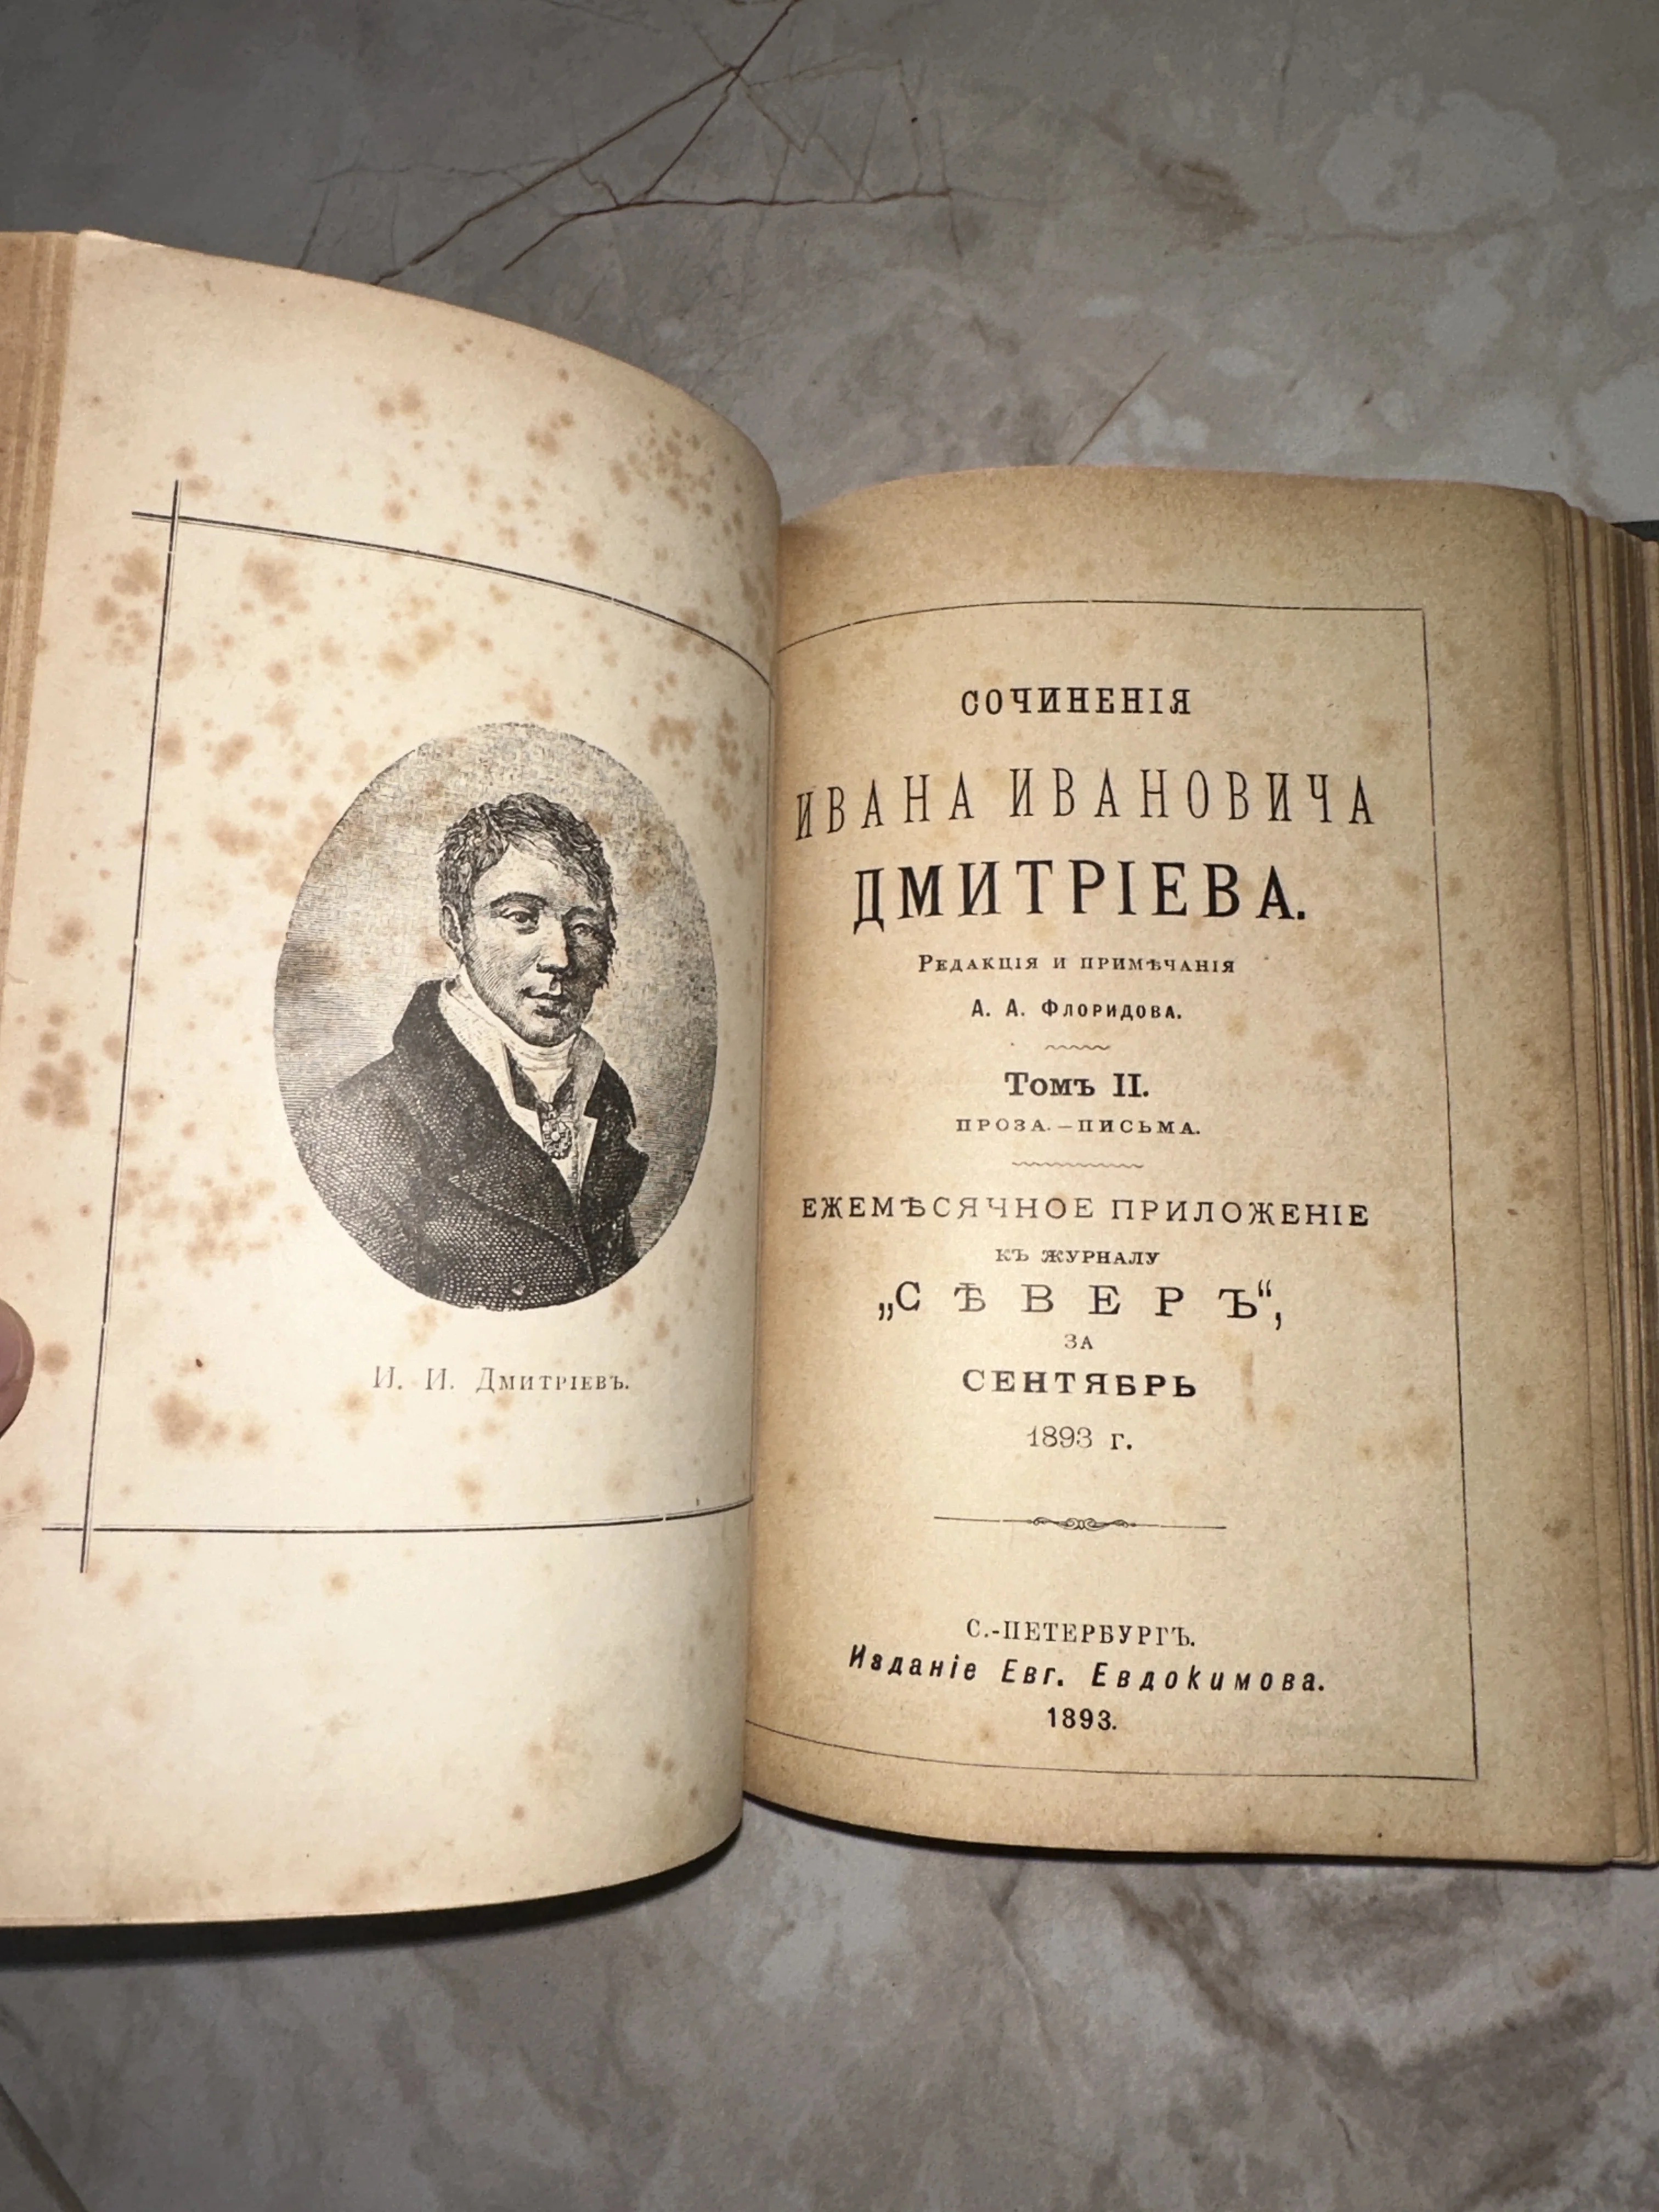 И. И. Дмитріевъ.
СОЧИНЕНІЯ
ИВАНА ИВАНОВИЧА
ДМИТРІЕВА.
Редакція и примѣчанія
А. А. Флоридова.
Томъ II.
ПРОЗА.—ПИСЬМА.
ЕЖЕМѢСЯЧНОЕ ПРИЛОЖЕНІЕ
КЪ ЖУРНАЛУ
„СѢВЕРЪ“,
ЗА
СЕНТЯБРЬ
1893 г.
С.-ПЕТЕРБУРГЪ.
Изданіе Евг. Евдокимова.
1893.